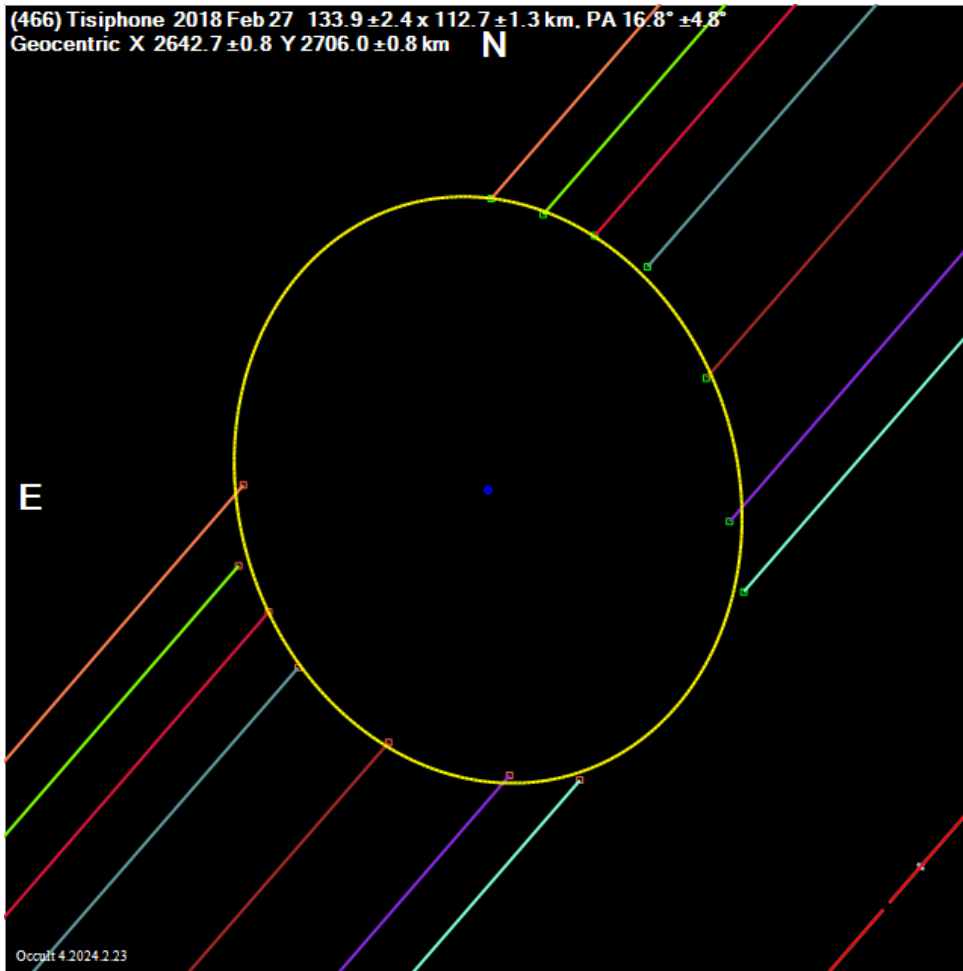 (466) Tisiphone 2018 Feb 27 133.9 ±2.4 x 112.7 ±1.3 km, PA 16.8° ±4.8°
Geocentric X 2642.7 ±0.8 Y 2706.0 ±0.8 km
N
E
Occult 4.2024.2.23